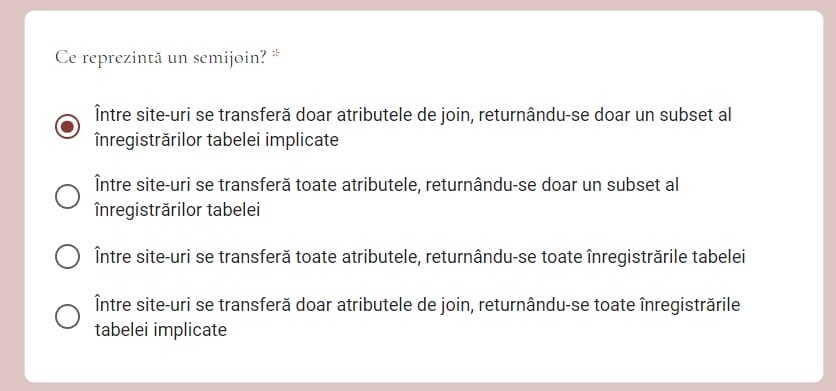 Ce reprezintă un semijoin? *
Între site-uri se transferă doar atributele de join, returnându-se doar un subset al
înregistrărilor tabelei implicate
Între site-uri se transferă toate atributele, returnându-se doar un subset al
înregistrărilor tabelei
Între site-uri se transferă toate atributele, returnându-se toate înregistrările tabelei
Între site-uri se transferă doar atributele de join, returnându-se toate înregistrările
tabelei implicate